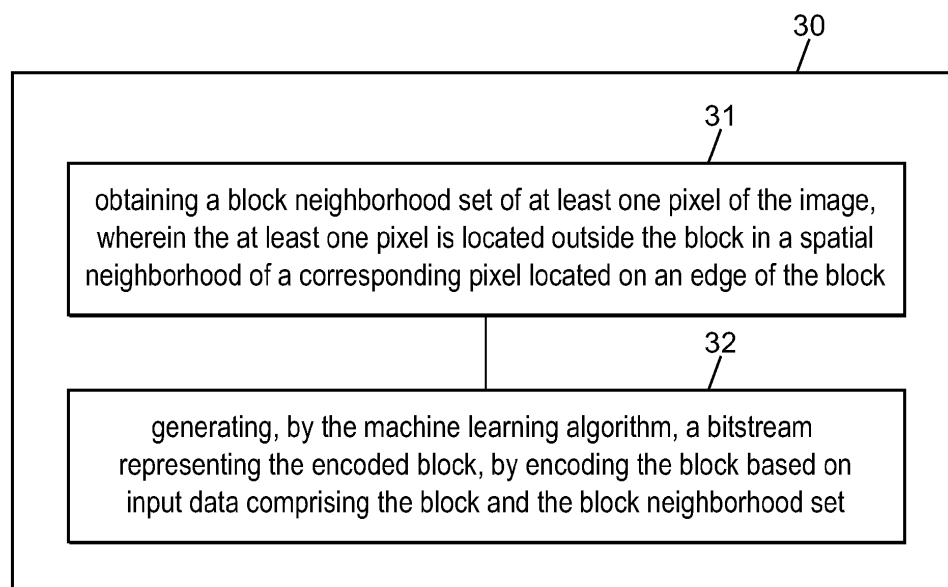 30
31
obtaining a block neighborhood set of at least one pixel of the image,
wherein the at least one pixel is located outside the block in a spatial
neighborhood of a corresponding pixel located on an edge of the block
32
generating, by the machine learning algorithm, a bitstream
representing the encoded block, by encoding the block based on
input data comprising the block and the block neighborhood set